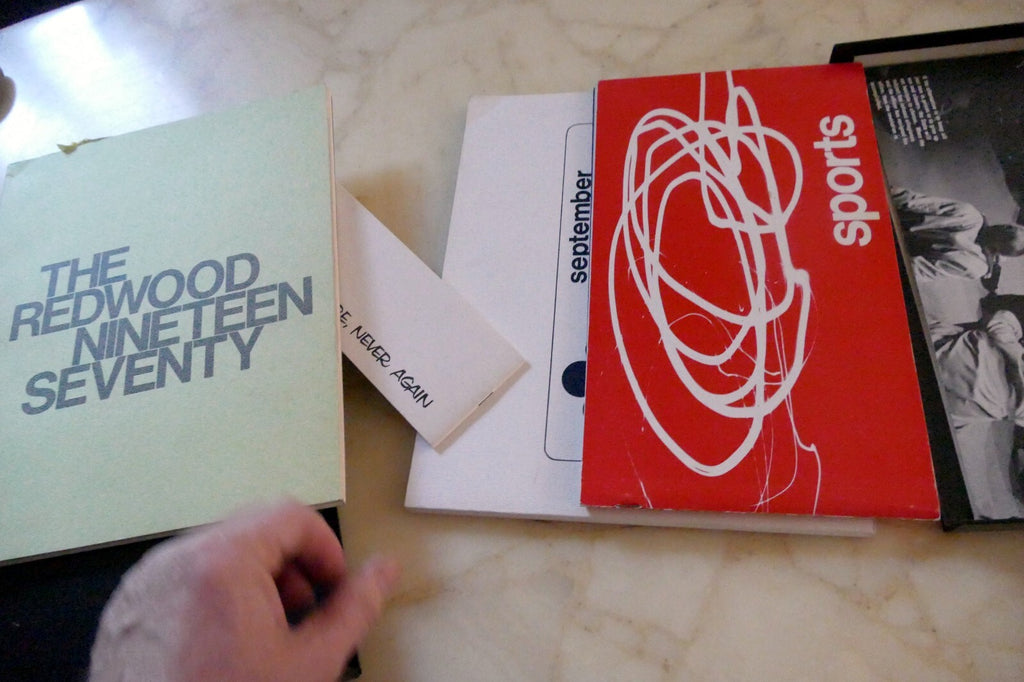 THE
REDWOOD
NINETEEN
SEVENTY
, NEVER AGAIN
september
sports